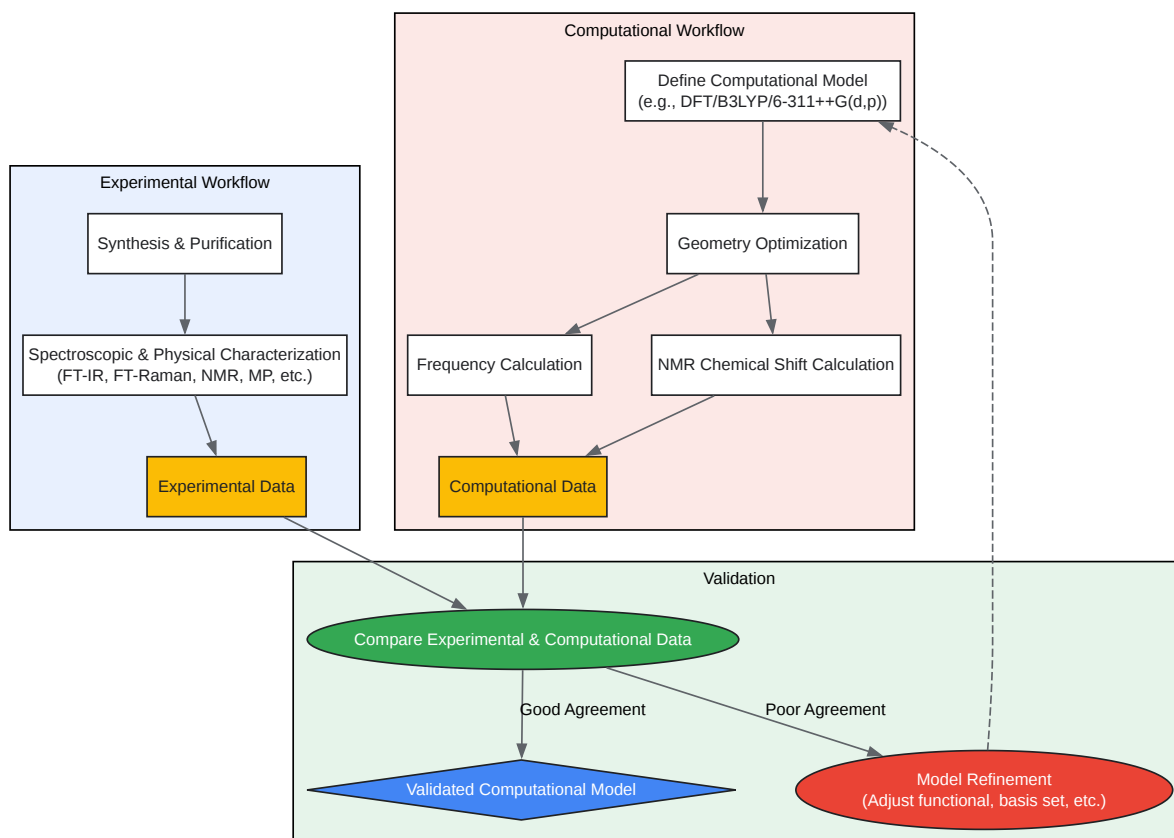 Computational Workflow
Define Computational Model
(e.g., DFT/B3LYP/6-311++G(d,p))
Experimental Workflow
Synthesis & Purification
Geometry Optimization
Spectroscopic & Physical Characterization
(FT-IR, FT-Raman, NMR, MP, etc.)
Frequency Calculation
NMR Chemical Shift Calculation
Experimental Data
Computational Data
Validation
Compare Experimental & Computational Data
Good Agreement
Poor Agreement
Validated Computational Model
Model Refinement
(Adjust functional, basis set, etc.)